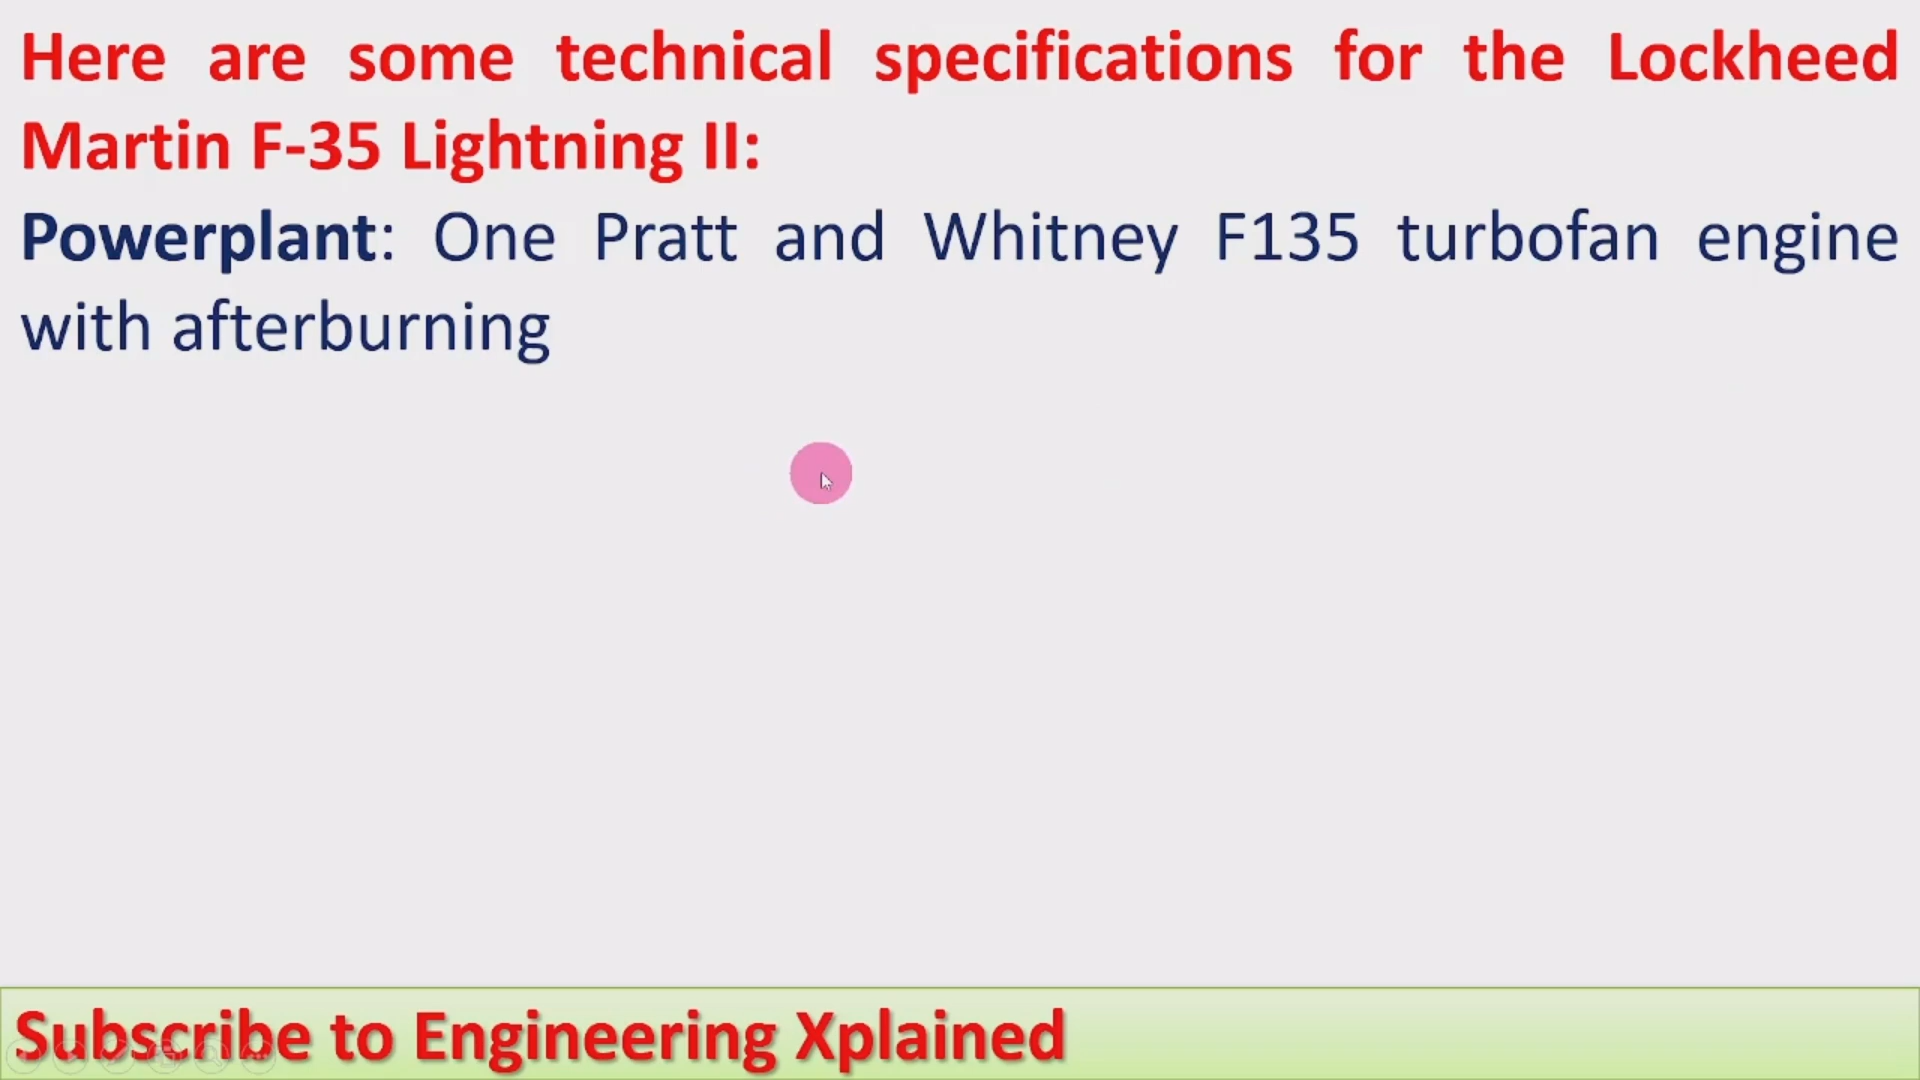 Here are some technical specifications for the Lockheed
Martin F-35 Lightning II:
Powerplant: One Pratt and Whitney F135 turbofan engine
with afterburning
Subscribe to Engineering Xplained